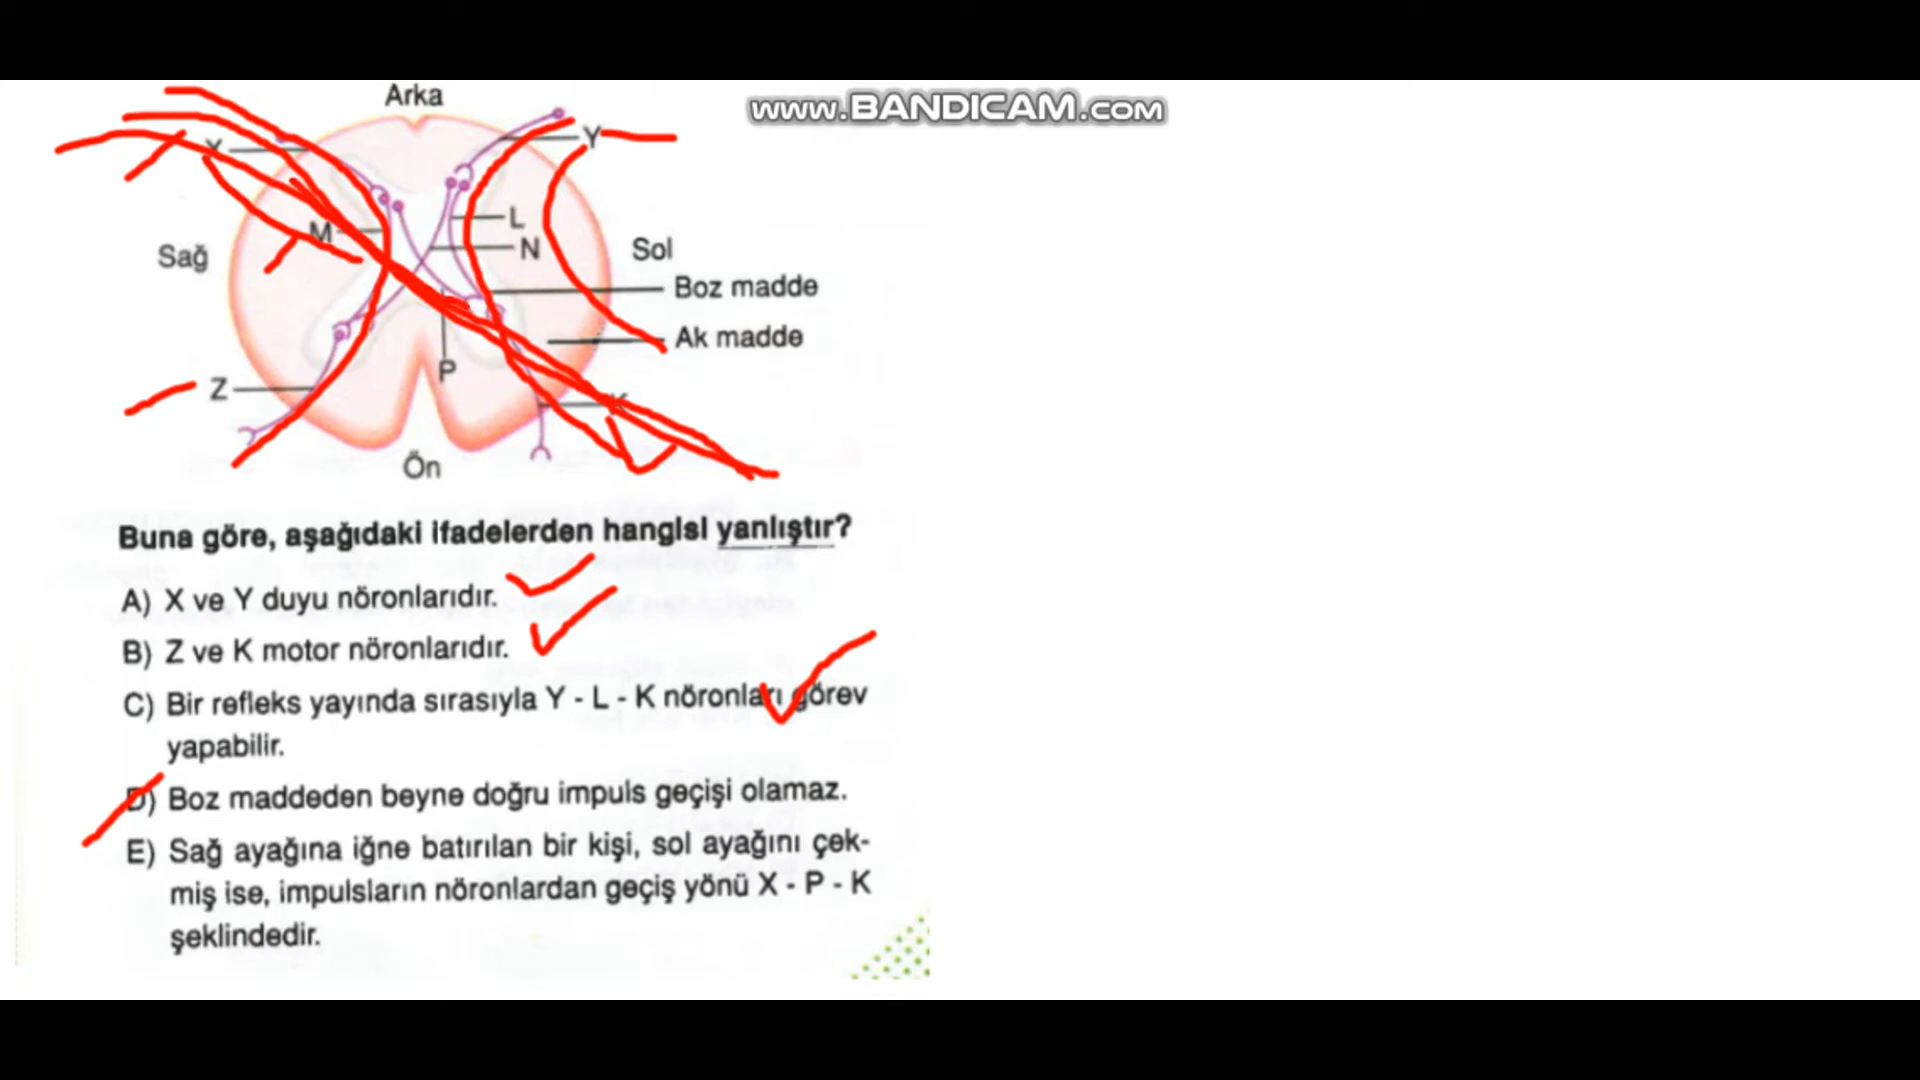 www.BANDICAM.com
Arka
X
Y
M
L
N
Sağ
Sol
Boz madde
Ak madde
P
Z
K
Ön
Buna göre, aşağıdaki ifadelerden hangisi yanlıştır?
A) X ve Y duyu nöronlarıdır.
B) Z ve K motor nöronlarıdır.
C) Bir refleks yayında sırasıyla Y - L - K nöronları görev
yapabilir.
D) Boz maddeden beyne doğru impuls geçişi olamaz.
E) Sağ ayağına iğne batırılan bir kişi, sol ayağını çek-
miş ise, impulsların nöronlardan geçiş yönü X - P - K
şeklindedir.